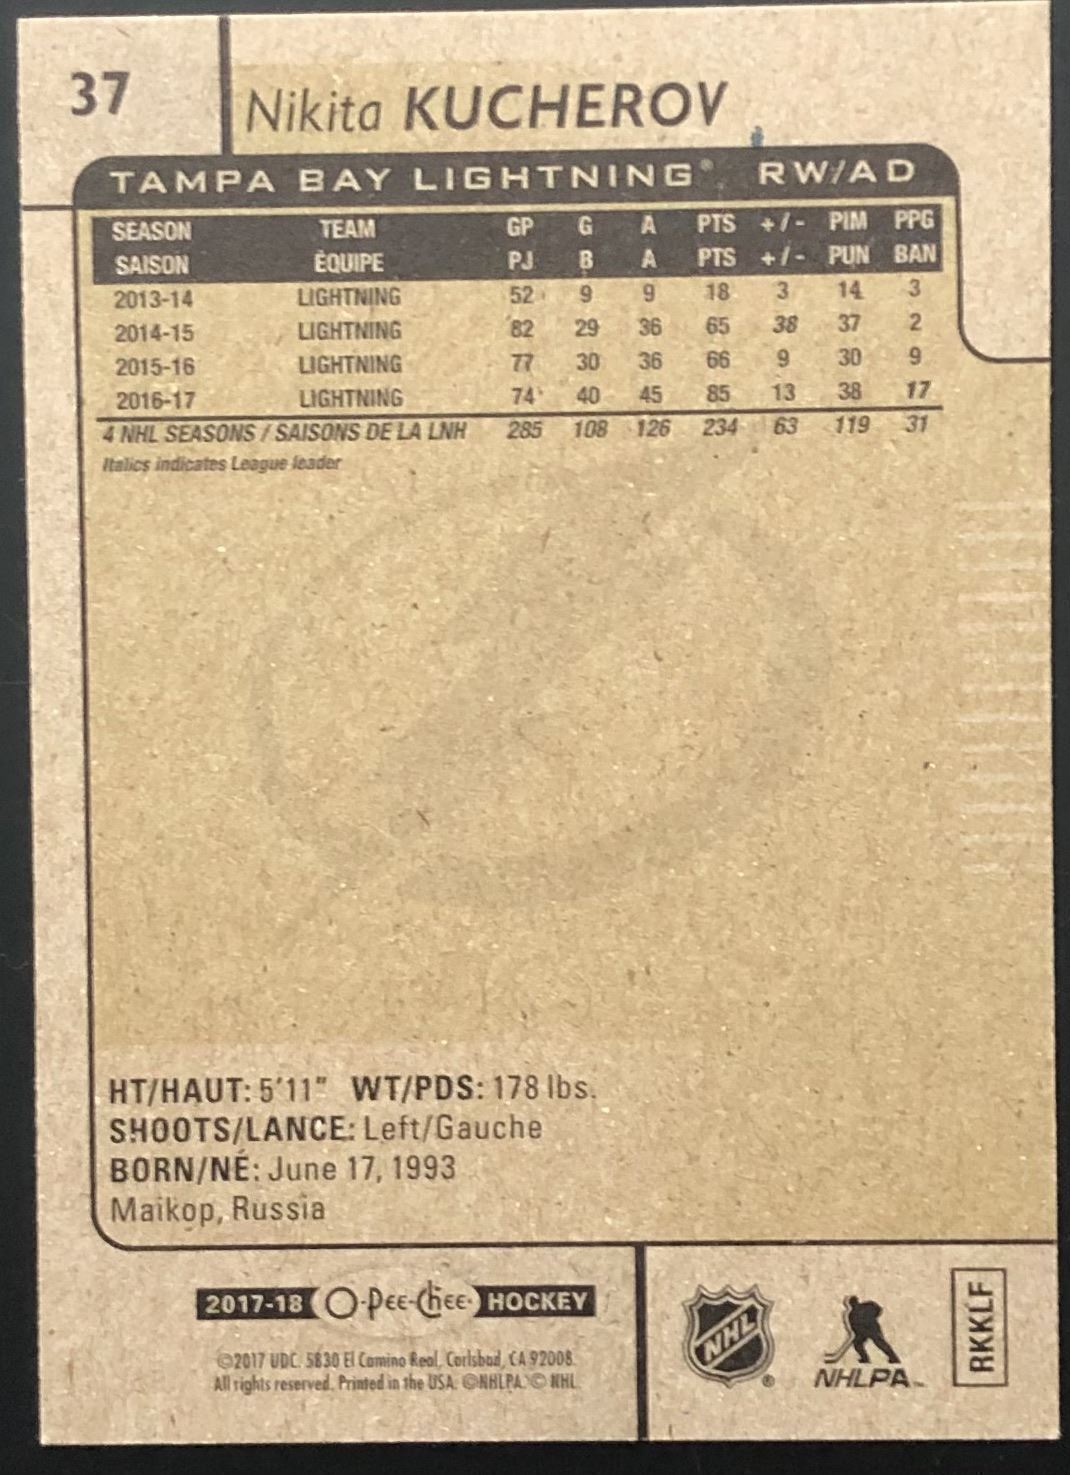 37
Nikita KUCHEROV
TAMPA BAY LIGHTNING® RW/AD
SEASON TEAM GP G A PTS +/- PIM PPG
SAISON ÉQUIPE PJ B A PTS +/- PUN BAN
2013-14 LIGHTNING 52 9 9 18 3 14 3
2014-15 LIGHTNING 82 29 36 65 38 37 2
2015-16 LIGHTNING 77 30 36 66 9 30 9
2016-17 LIGHTNING 74 40 45 85 13 38 17
4 NHL SEASONS / SAISONS DE LA LNH 285 108 126 234 63 119 31
Italics indicates League leader
HT/HAUT: 5'11" WT/PDS: 178 lbs.
SHOOTS/LANCE: Left/Gauche
BORN/NÉ: June 17, 1993
Maikop, Russia
2017-18 O-Pee-Chee HOCKEY
©2017 UDC. 5830 El Camino Real, Carlsbad, CA 92008.
All rights reserved. Printed in the USA. ©NHLPA. © NHL
NHL®
NHLPA™
RKKLF